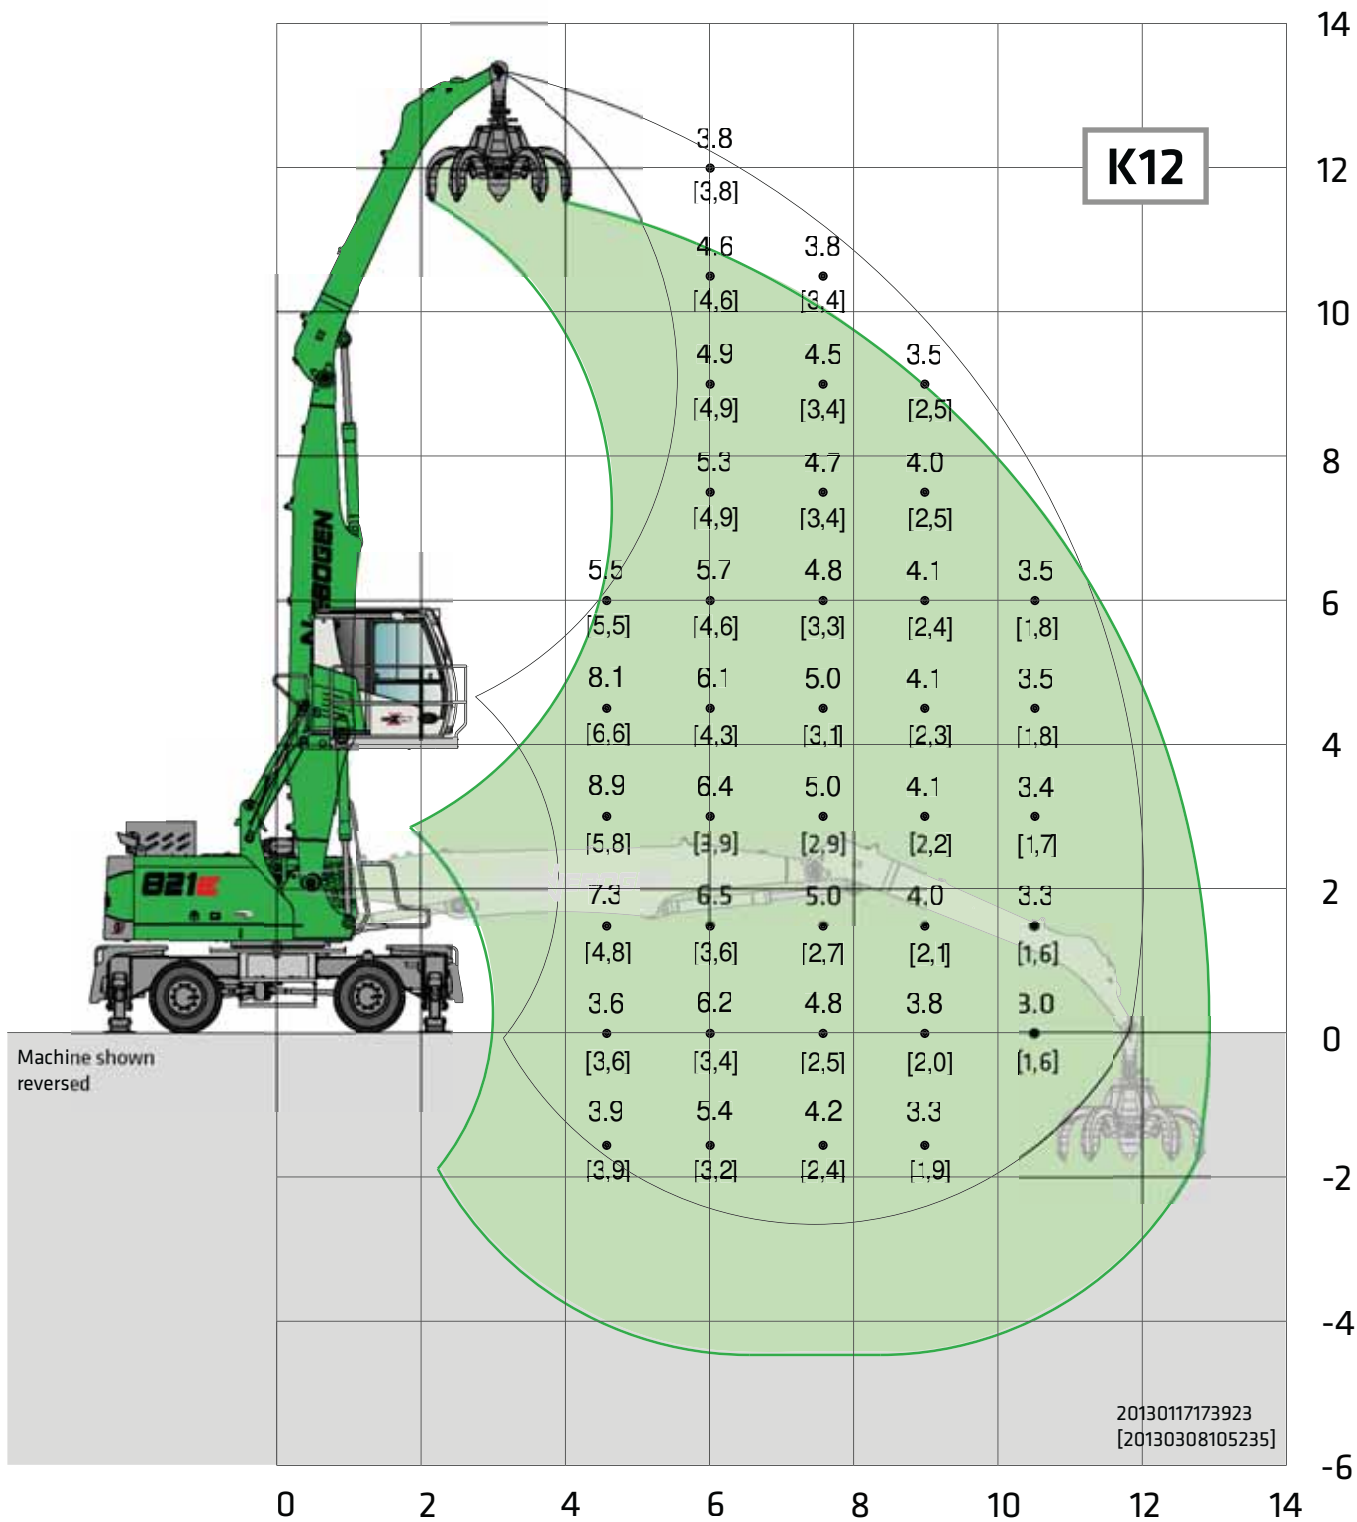 14
K12
3.8
12
[3,8]
4.6 3.8
[4,6] [3,4]
10
4.9 4.5 3.5
[4,9] [3,4] [2,5]
5.3 4.7 4.0
8
[4,9] [3,4] [2,5]
5.5 5.7 4.8 4.1 3.5
6
[5,5] [4,6] [3,3] [2,4] [1,8]
8.1 6.1 5.0 4.1 3.5
[6,6] [4,3] [3,1] [2,3] [1,8]
4
8.9 6.4 5.0 4.1 3.4
[5,8] [3,9] [2,9] [2,2] [1,7]
821E
7.3 6.5 5.0 4.0 3.3
2
[4,8] [3,6] [2,7] [2,1] [1,6]
3.6 6.2 4.8 3.8 3.0
0
Machine shown
reversed
[3,6] [3,4] [2,5] [2,0] [1,6]
3.9 5.4 4.2 3.3
[3,9] [3,2] [2,4] [1,9]
-2
-4
20130117173923
[20130308105235]
-6
0 2 4 6 8 10 12 14